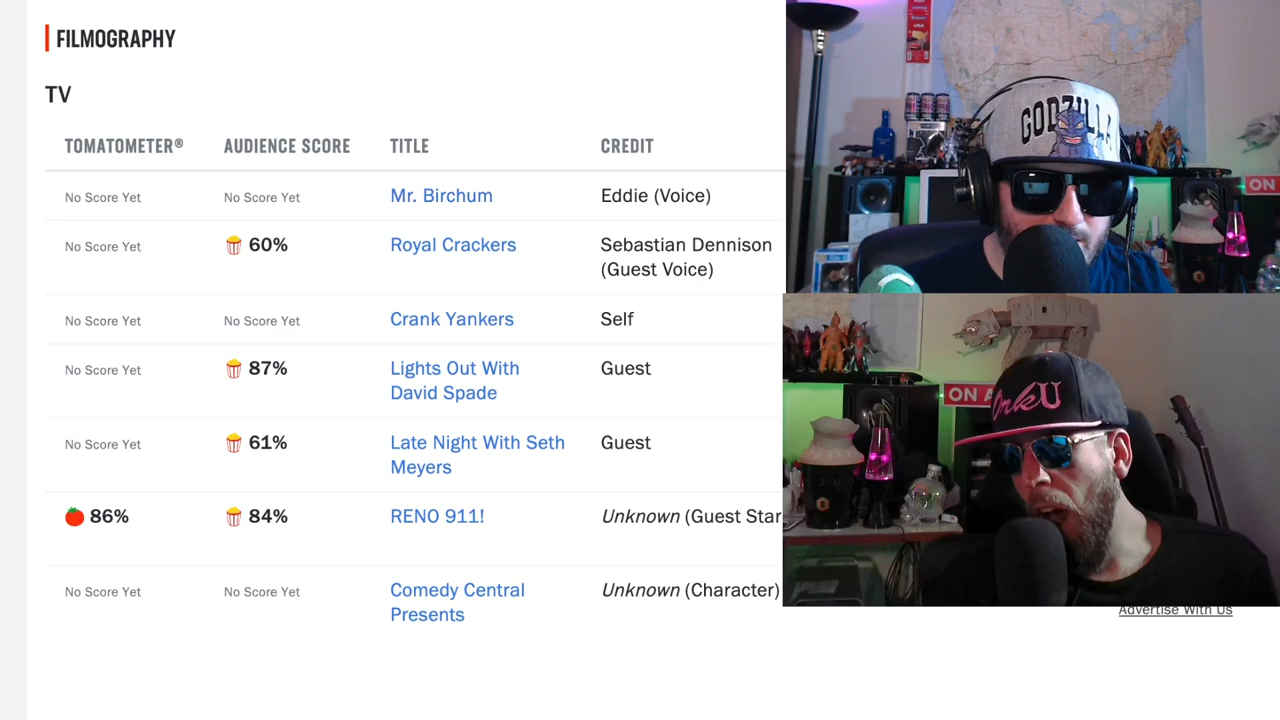 FILMOGRAPHY
TV
TOMATOMETER® AUDIENCE SCORE TITLE CREDIT
No Score Yet No Score Yet Mr. Birchum Eddie (Voice)
No Score Yet 60% Royal Crackers Sebastian Dennison
(Guest Voice)
No Score Yet No Score Yet Crank Yankers Self
No Score Yet 87% Lights Out With Guest
David Spade
No Score Yet 61% Late Night With Seth Guest
Meyers
86% 84% RENO 911! Unknown (Guest Star
No Score Yet No Score Yet Comedy Central Unknown (Character)
Presents
GODZILLA
ON
ON A
Advertise With Us